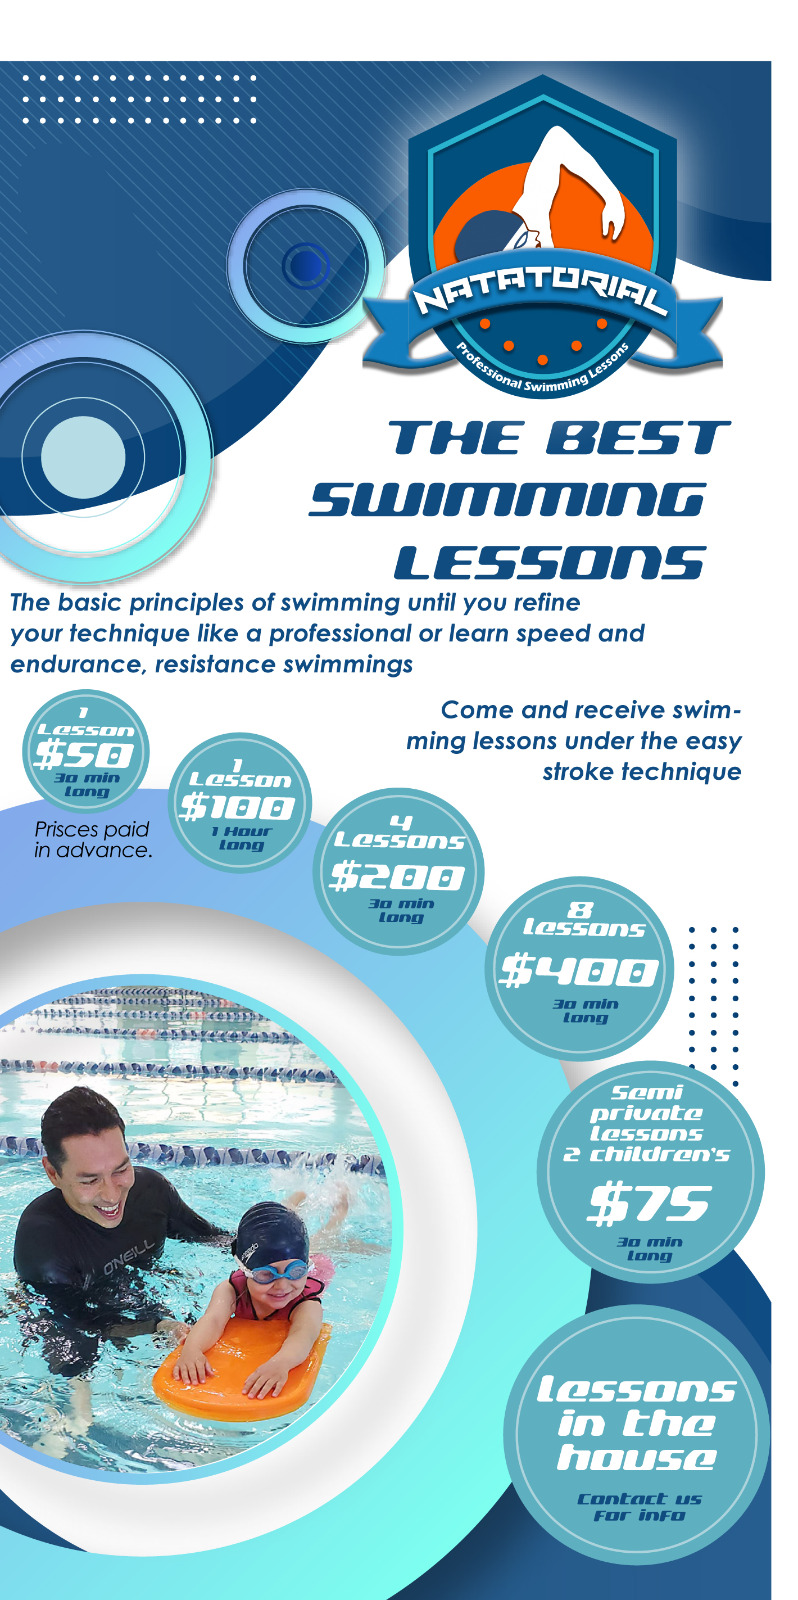 NATATORIAL
Professional Swimming Lessons
THE BEST
SWIMMING
LESSONS
The basic principles of swimming until you refine
your technique like a professional or learn speed and
endurance, resistance swimmings
Come and receive swim-
ming lessons under the easy
stroke technique
1
Lesson
$50
30 min
long
Prisces paid
in advance.
1
Lesson
$100
1 Hour
long
4
Lessons
$200
30 min
long
8
lessons
$400
30 min
long
Semi
private
lessons
2 children's
$75
30 min
long
lessons
in the
house
Contact us
For info
O'NEILL
speedo